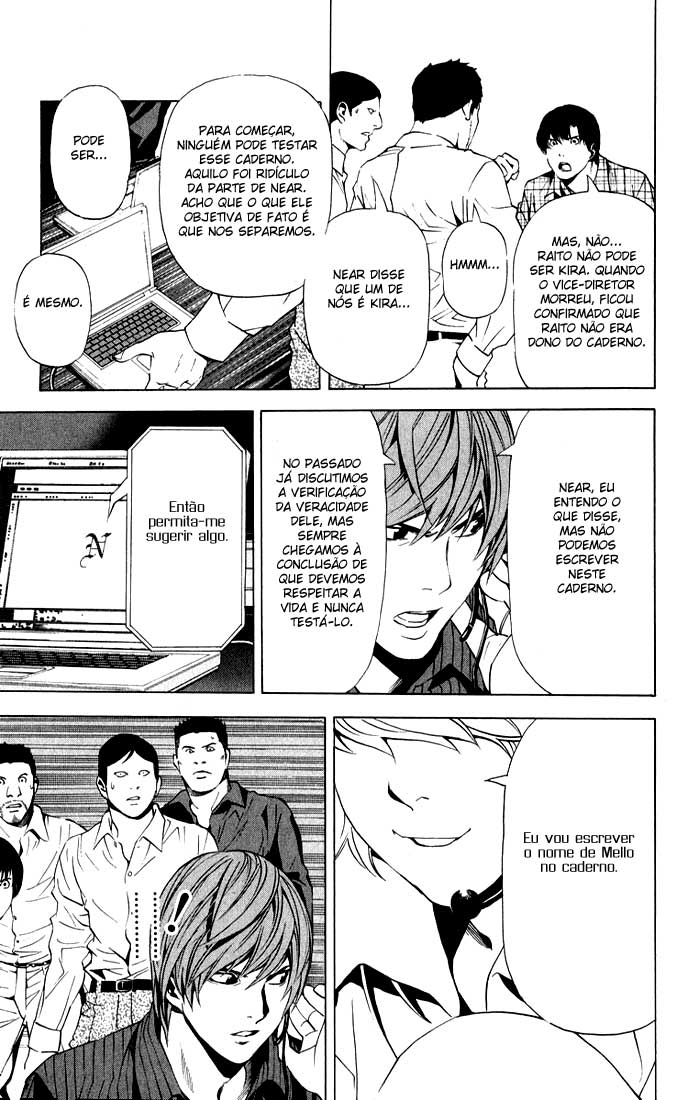 MAS, NÃO...
RAITO NÃO PODE
SER KIRA. QUANDO
O VICE-DIRETOR
MORREU, FICOU
CONFIRMADO QUE
RAITO NÃO ERA
DONO DO CADERNO.
HMMM...
NEAR DISSE
QUE UM DE
NÓS É KIRA...
PARA COMEÇAR,
NINGUÉM PODE TESTAR
ESSE CADERNO.
AQUILO FOI RIDÍCULO
DA PARTE DE NEAR.
ACHO QUE O QUE ELE
OBJETIVA DE FATO É
QUE NOS SEPAREMOS.
PODE
SER...
É MESMO.
NEAR, EU
ENTENDO O
QUE DISSE,
MAS NÃO
PODEMOS
ESCREVER
NESTE
CADERNO.
NO PASSADO
JÁ DISCUTIMOS
A VERIFICAÇÃO
DA VERACIDADE
DELE, MAS
SEMPRE
CHEGAMOS À
CONCLUSÃO DE
QUE DEVEMOS
RESPEITAR A
VIDA E NUNCA
TESTÁ-LO.
Então
permita-me
sugerir algo.
N
Eu vou escrever
o nome de Mello
no caderno.
!